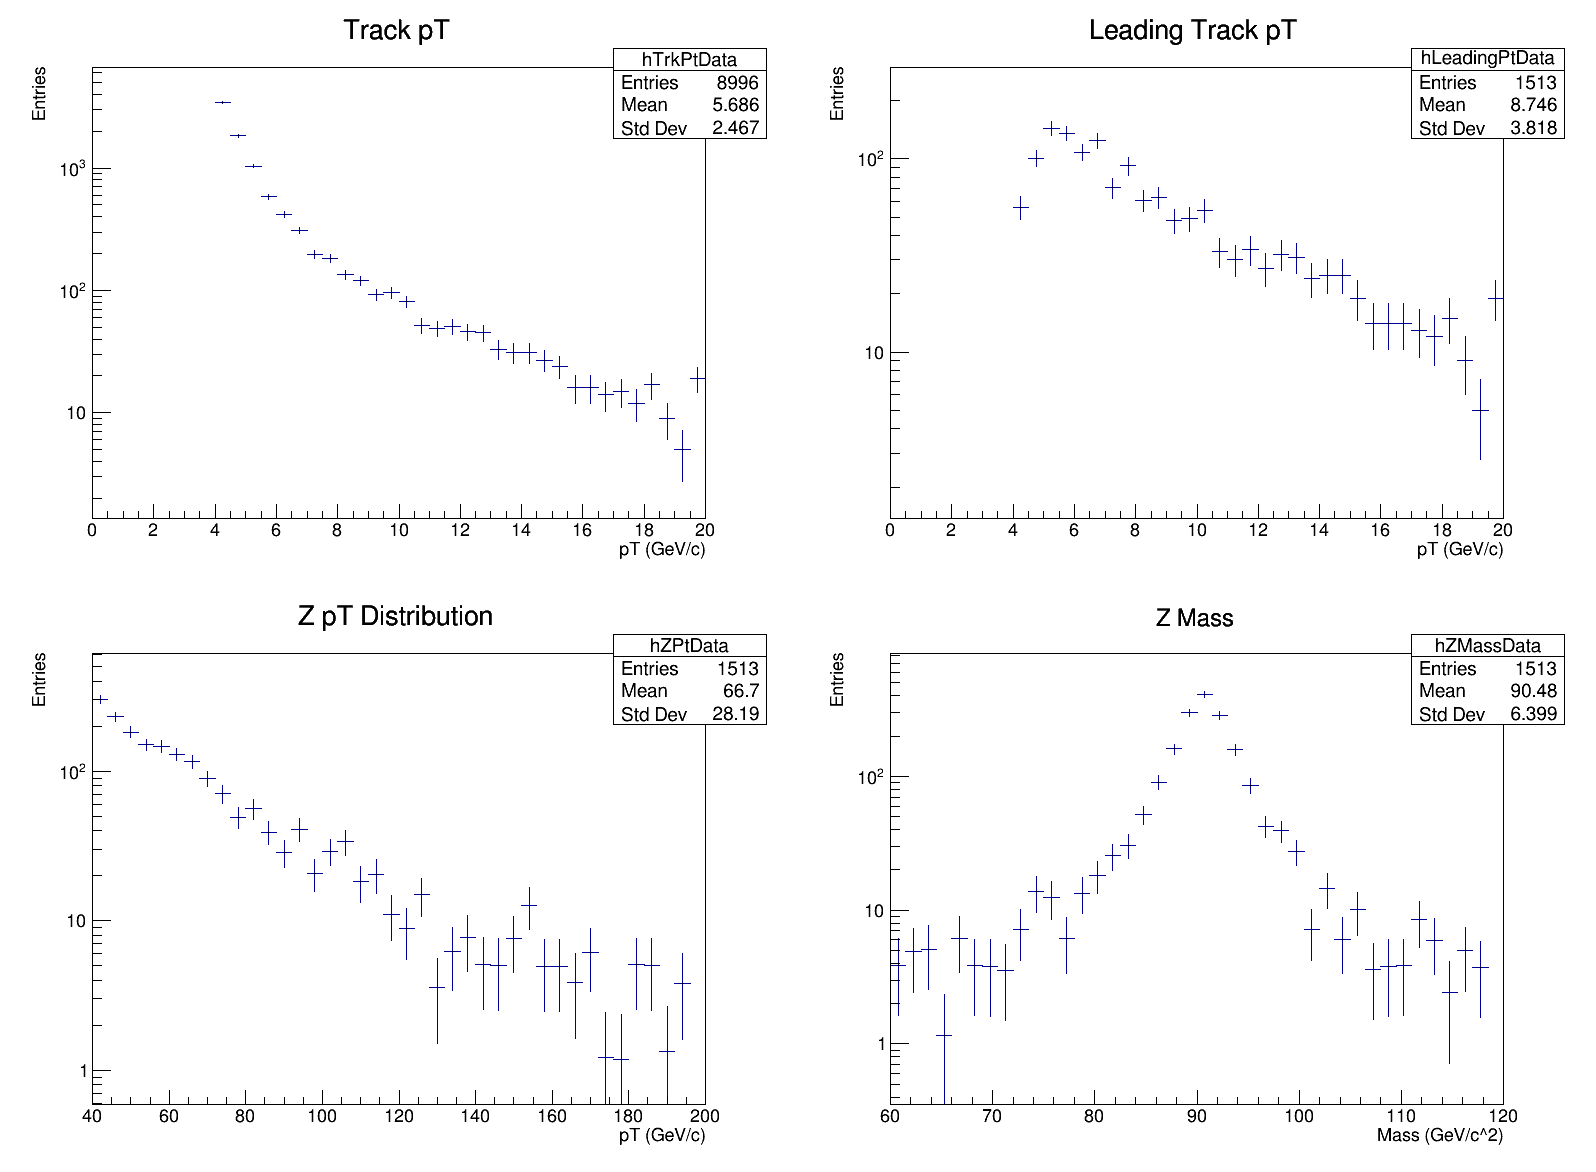 Track pT
Entries
hTrkPtData
Entries 8996
Mean 5.686
Std Dev 2.467
10^3
10^2
10
0 2 4 6 8 10 12 14 16 18 20
pT (GeV/c)
Leading Track pT
Entries
hLeadingPtData
Entries 1513
Mean 8.746
Std Dev 3.818
10^2
10
0 2 4 6 8 10 12 14 16 18 20
pT (GeV/c)
Z pT Distribution
Entries
hZPtData
Entries 1513
Mean 66.7
Std Dev 28.19
10^2
10
1
40 60 80 100 120 140 160 180 200
pT (GeV/c)
Z Mass
Entries
hZMassData
Entries 1513
Mean 90.48
Std Dev 6.399
10^2
10
1
60 70 80 90 100 110 120
Mass (GeV/c^2)